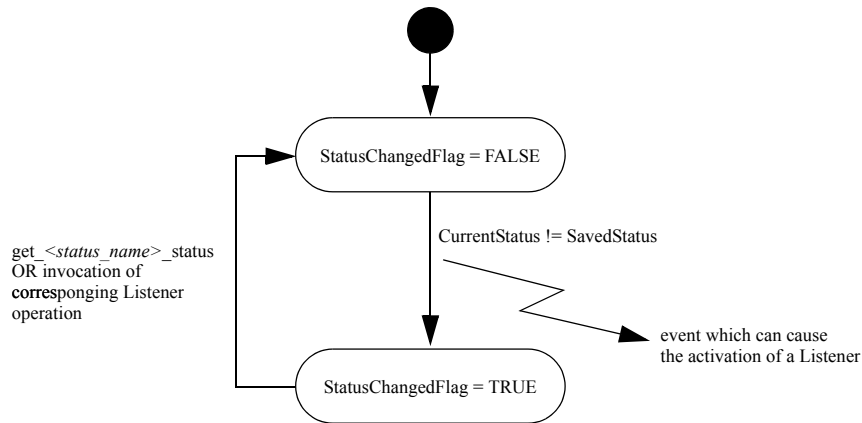 StatusChangedFlag = FALSE
CurrentStatus != SavedStatus
get_<status_name>_status
OR invocation of
corresponging Listener
operation
event which can cause
the activation of a Listener
StatusChangedFlag = TRUE